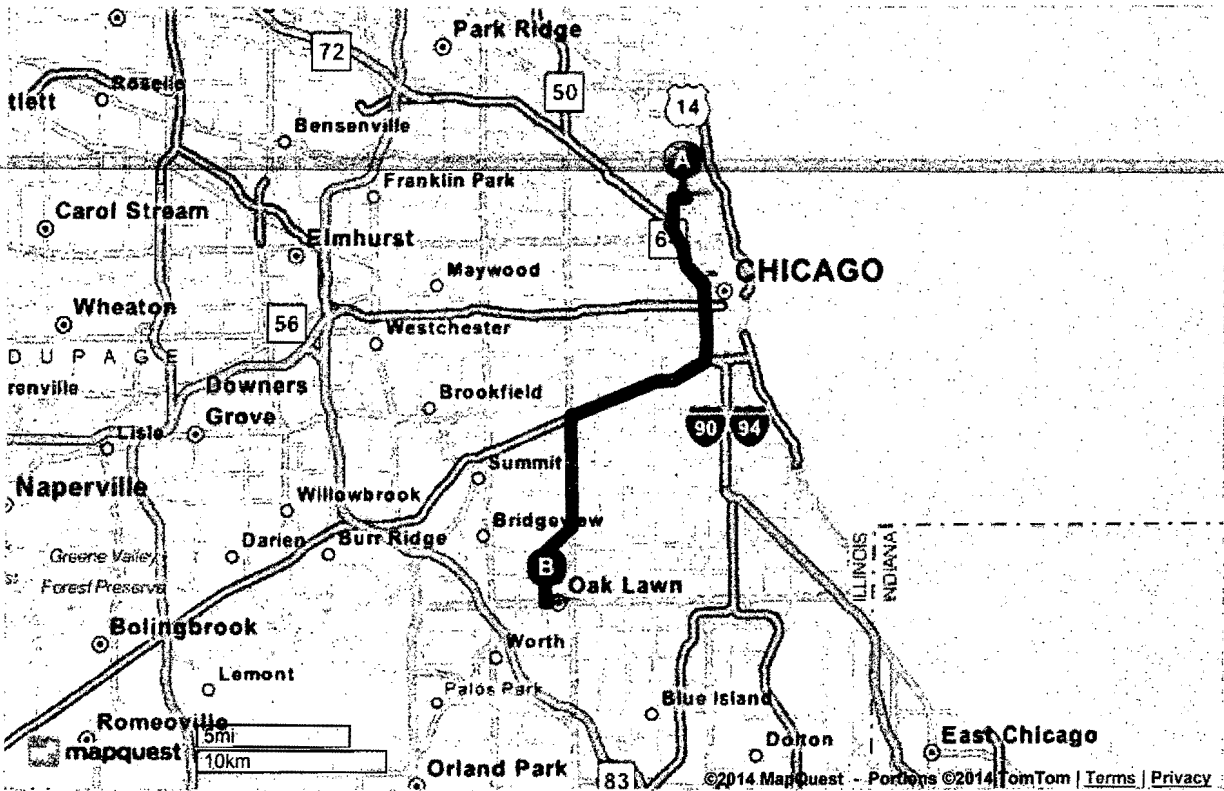 Park Ridge
72
Roselle
tlett
50
14
Bensenville
A
Franklin Park
Carol Stream
Elmhurst
64
Maywood
CHICAGO
Wheaton
56
Westchester
DUPAGE
renville
Downers
Grove
Brookfield
90
94
Lisle
Summit
Naperville
Willowbrook
Bridgeview
Darien
Burr Ridge
Greene Valley
Forest Preserve
B
Oak Lawn
ILLINOIS
INDIANA
Bolingbrook
Worth
Lemont
Palos Park
Blue Island
Romeoville
5mi
mapquest
10km
Dolton
East Chicago
Orland Park
83
©2014 MapQuest - Portions ©2014 TomTom | Terms | Privacy